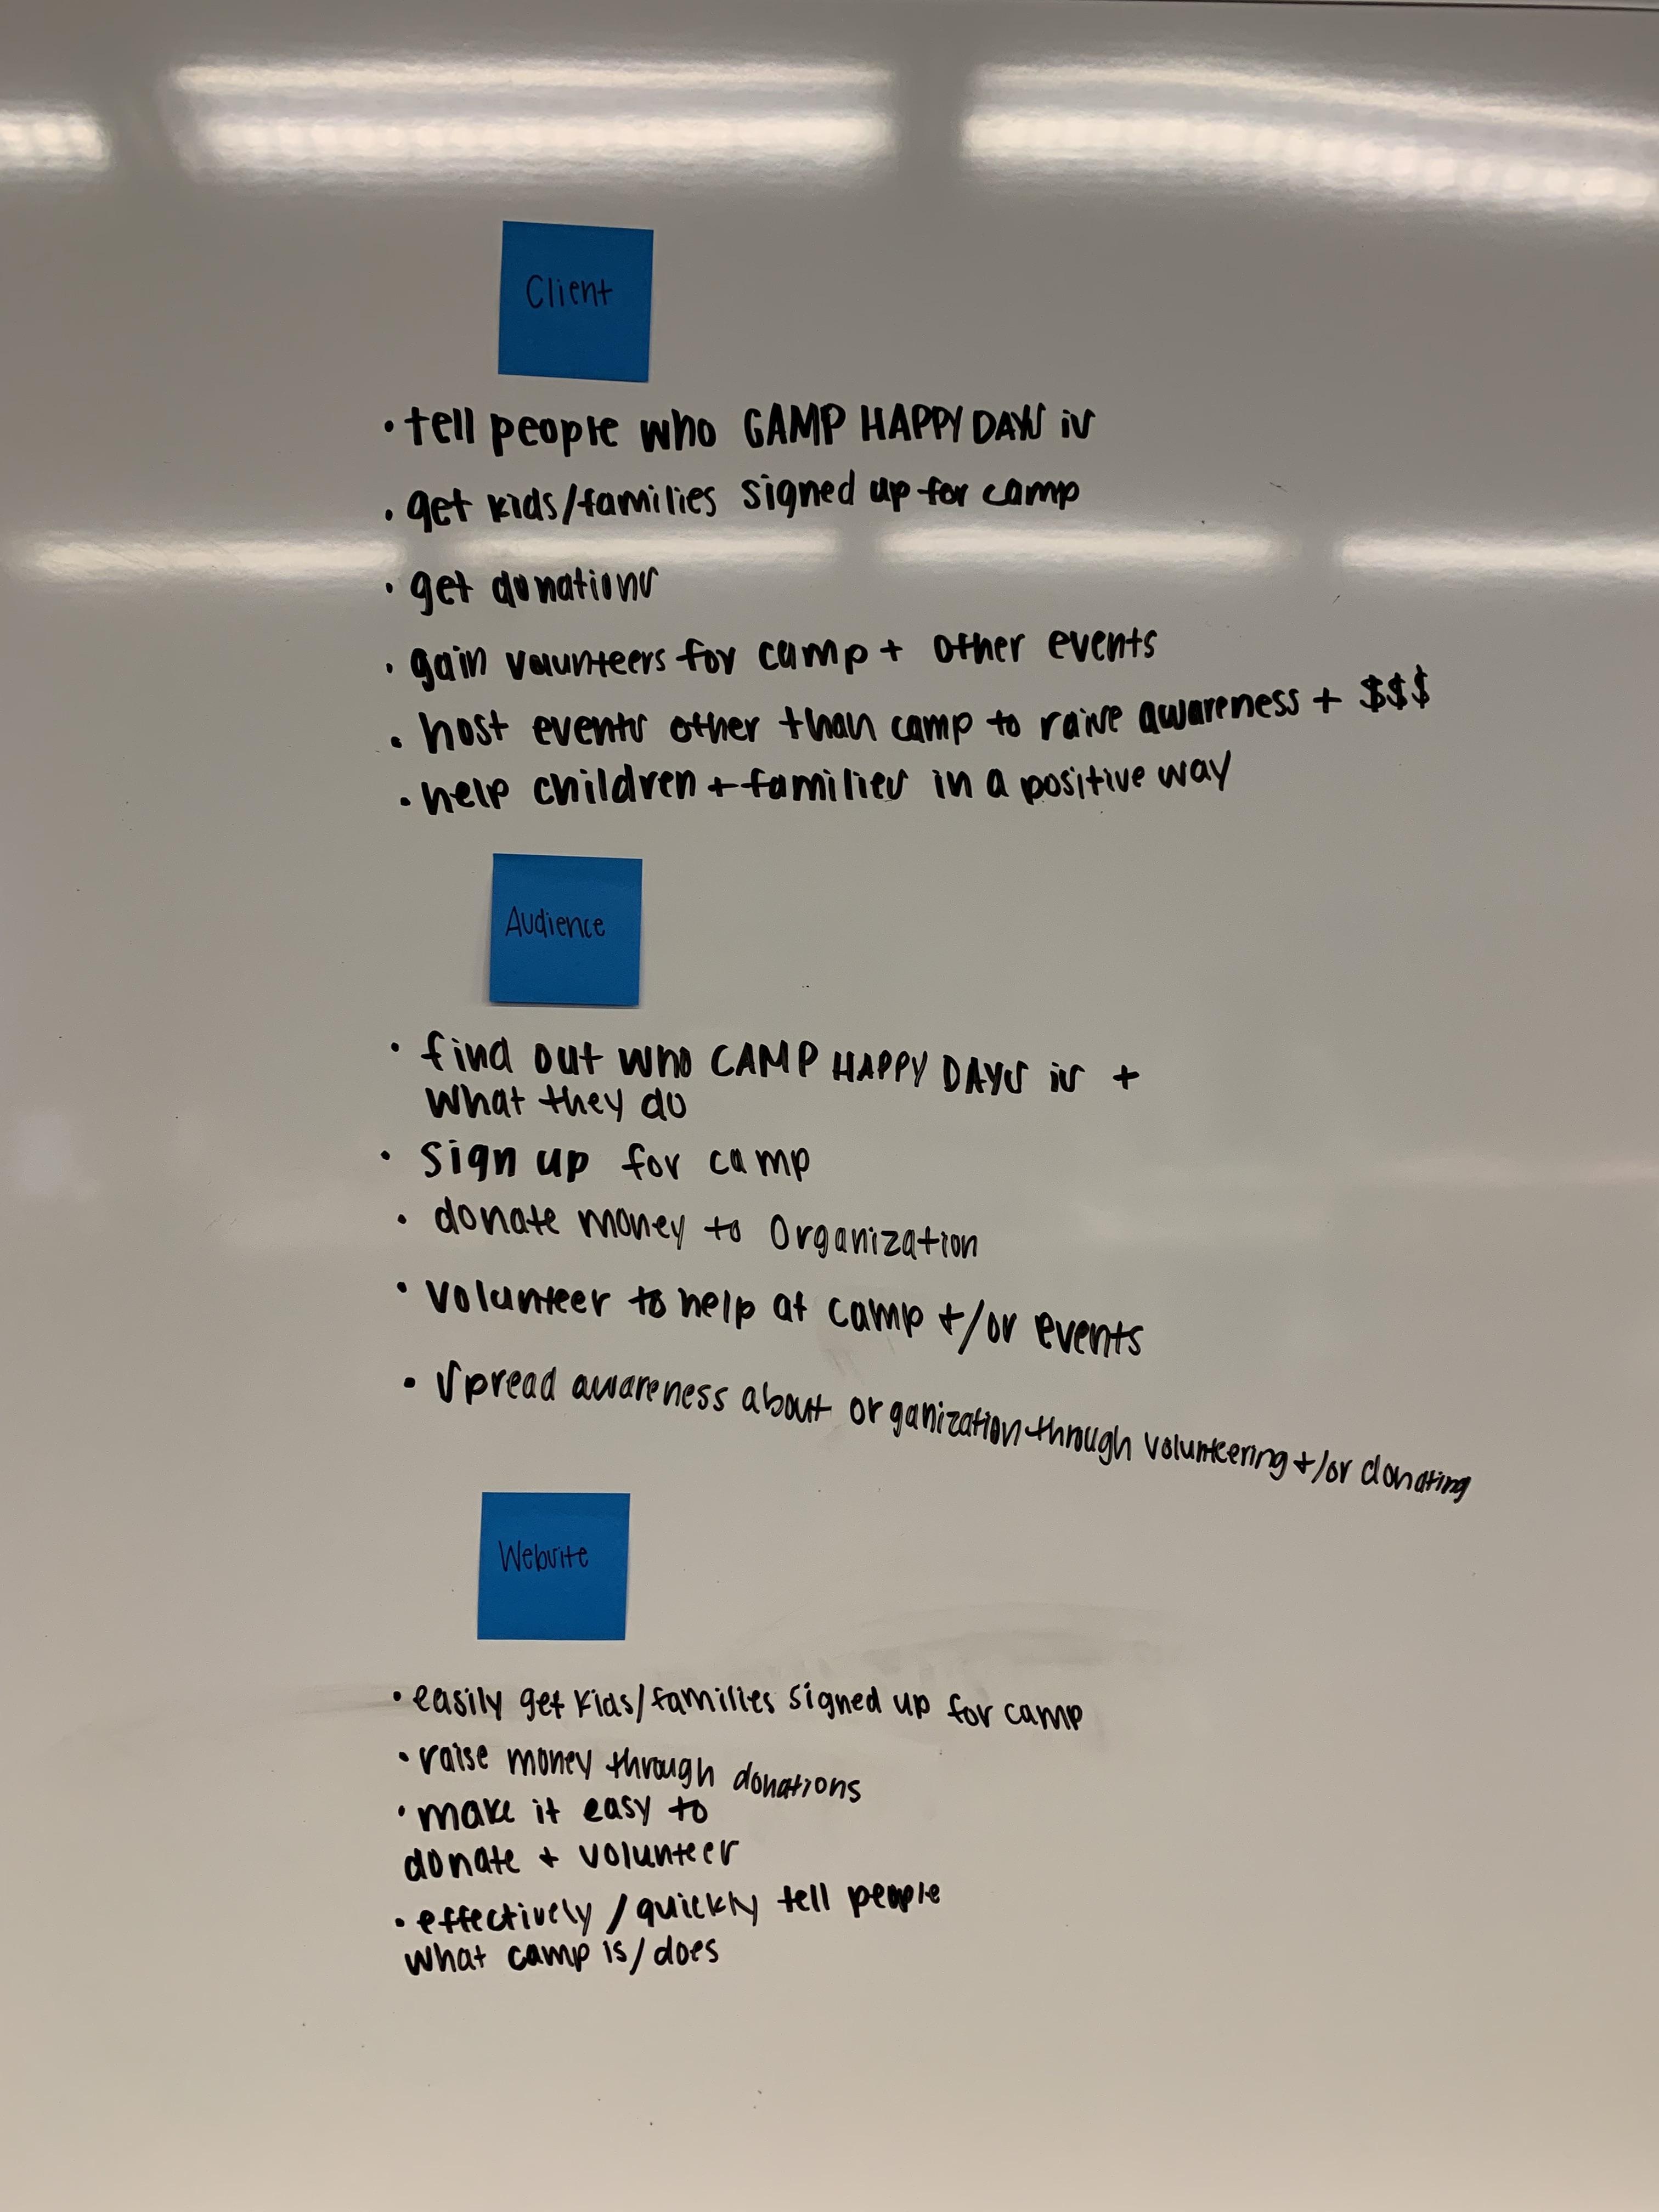 Client
• tell people who CAMP HAPPY DAYS is
• get kids/families signed up for camp
• get donations
• gain volunteers for camp + other events
• host events other than camp to raise awareness + $$$
• help children + families in a positive way
Audience
• find out who CAMP HAPPY DAYS is +
what they do
• sign up for camp
• donate money to organization
• volunteer to help at camp +/or events
• spread awareness about organization through volunteering +/or donating
Website
• easily get kids/families signed up for camp
• raise money through donations
• make it easy to
donate + volunteer
• effectively/quickly tell people
what camp is/does